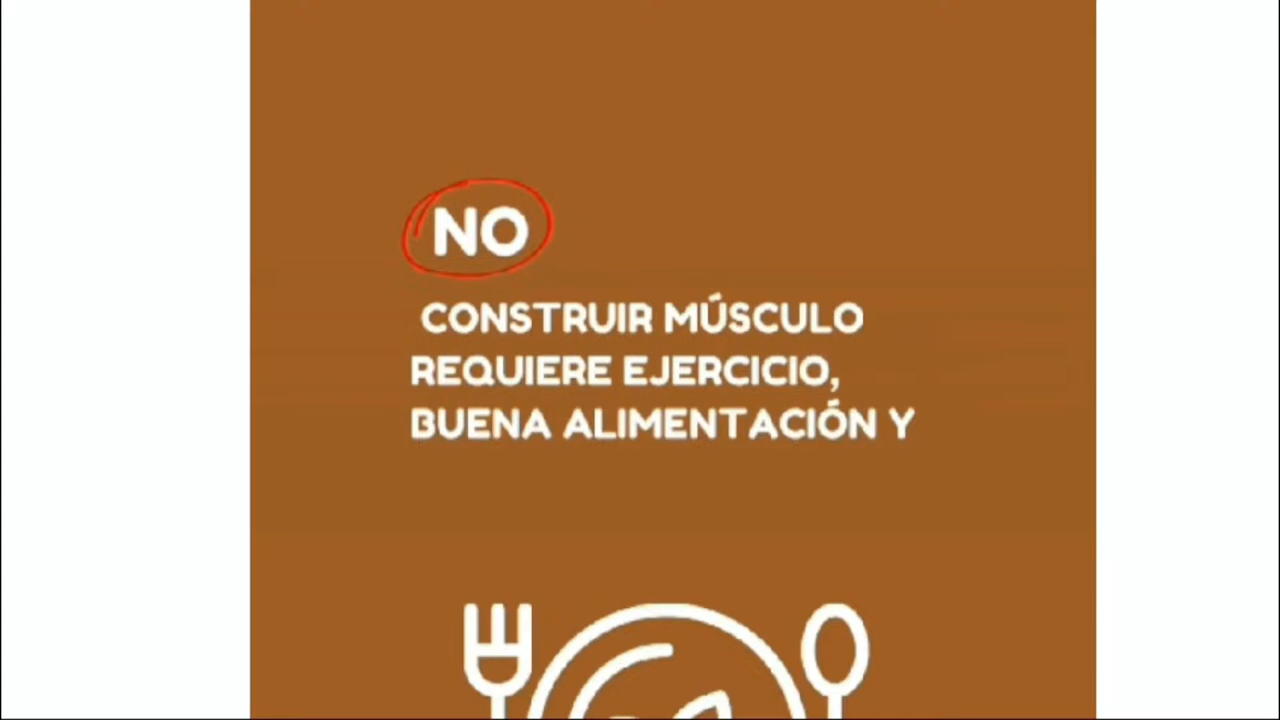 NO
CONSTRUIR MÚSCULO
REQUIERE EJERCICIO,
BUENA ALIMENTACIÓN Y